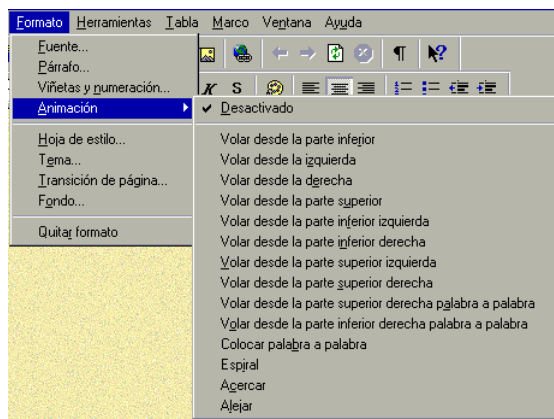 Formato Herramientas Tabla Marco Ventana Ayuda
Fuente...
Párrafo...
Viñetas y numeración...
Animación
Hoja de estilo...
Tema...
Transición de página...
Fondo...
Quitar formato
K S
Desactivado
Volar desde la parte inferior
Volar desde la izquierda
Volar desde la derecha
Volar desde la parte superior
Volar desde la parte inferior izquierda
Volar desde la parte inferior derecha
Volar desde la parte superior izquierda
Volar desde la parte superior derecha
Volar desde la parte superior derecha palabra a palabra
Volar desde la parte inferior derecha palabra a palabra
Colocar palabra a palabra
Espiral
Acercar
Alejar